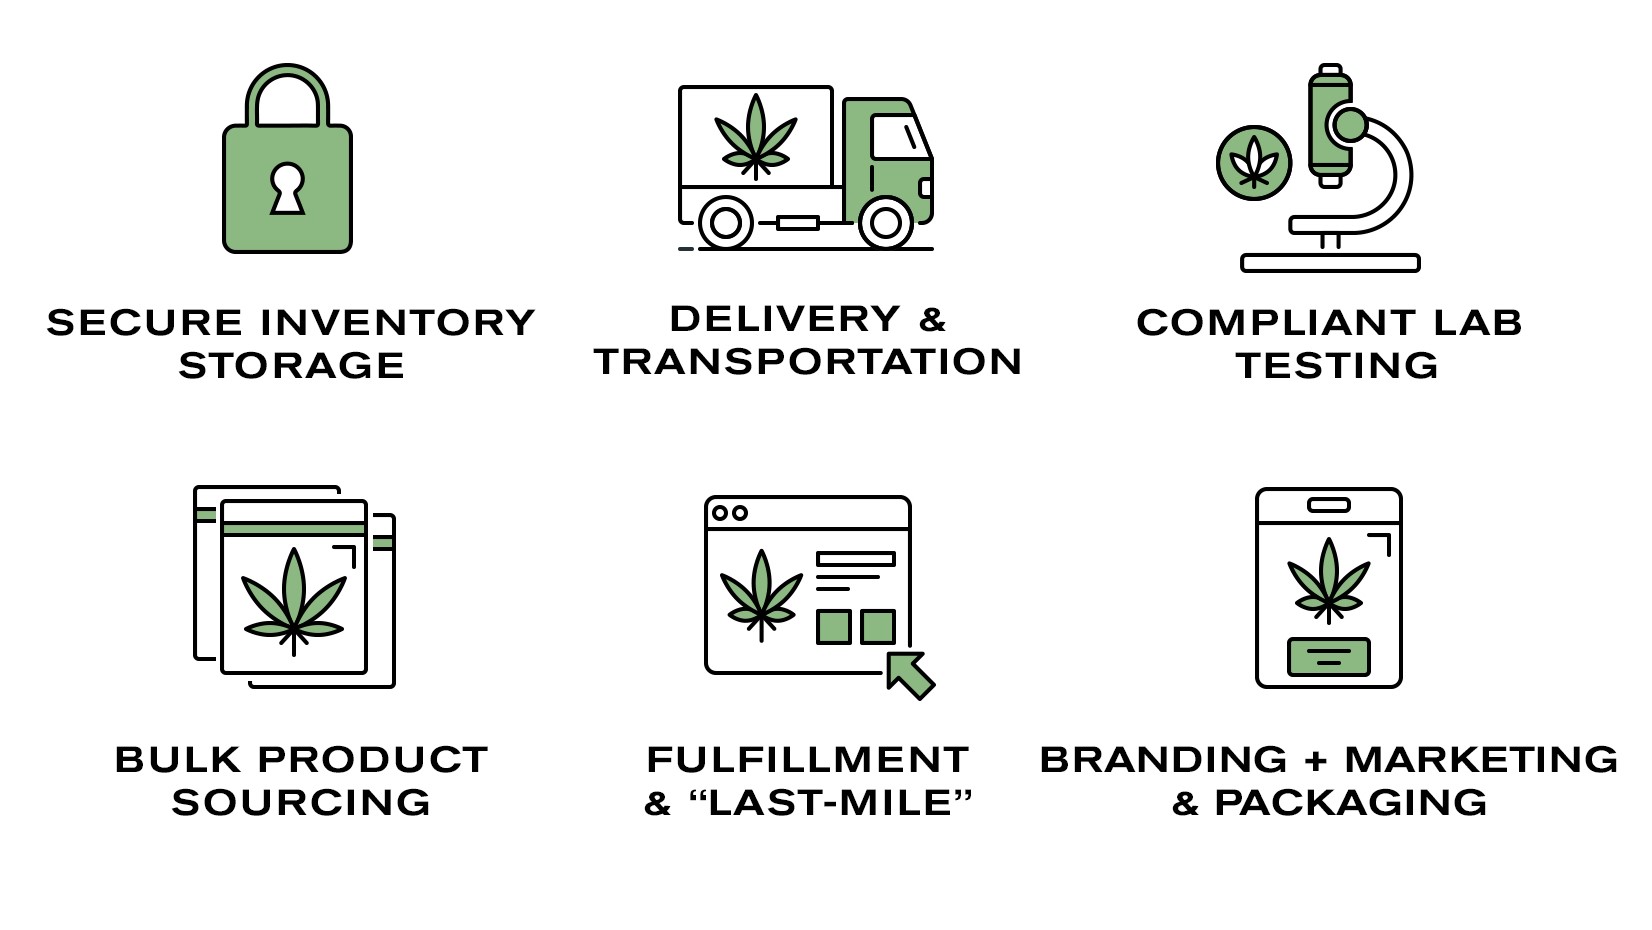 SECURE INVENTORY
STORAGE
DELIVERY &
TRANSPORTATION
COMPLIANT LAB
TESTING
BULK PRODUCT
SOURCING
FULFILLMENT
& “LAST-MILE”
BRANDING + MARKETING
& PACKAGING